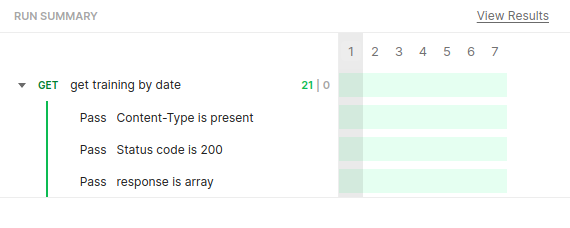 RUN SUMMARY View Results
1 2 3 4 5 6 7
GET get training by date 21 | 0
Pass Content-Type is present
Pass Status code is 200
Pass response is array